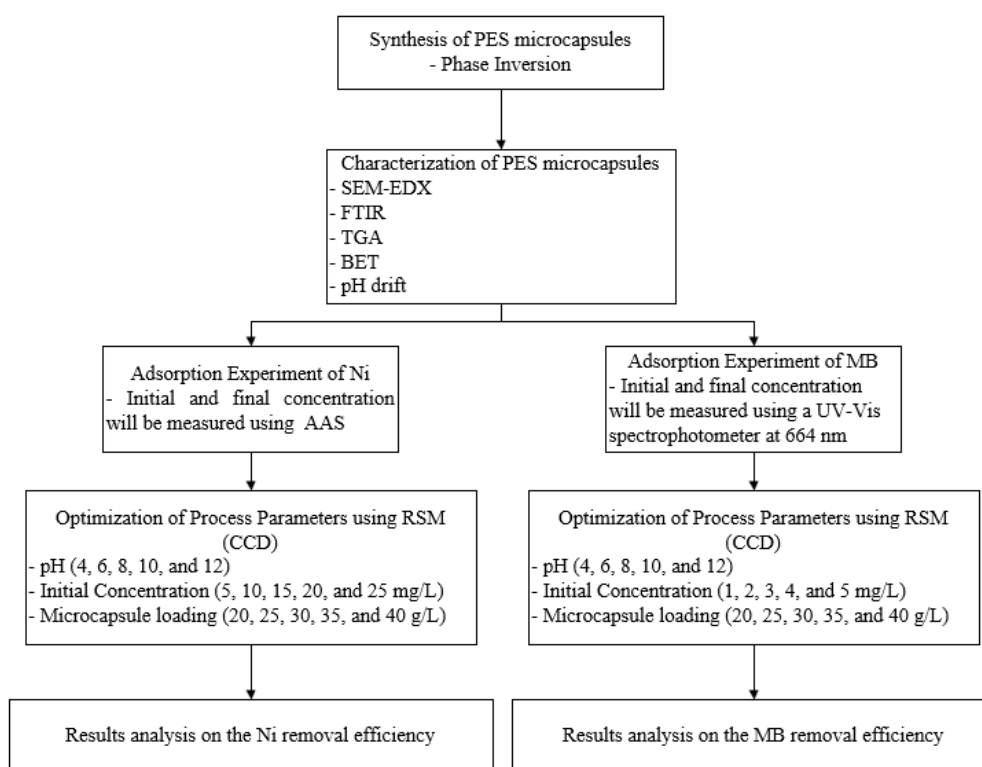 Synthesis of PES microcapsules
- Phase Inversion
Characterization of PES microcapsules
- SEM-EDX
- FTIR
- TGA
- BET
- pH drift
Adsorption Experiment of Ni
- Initial and final concentration
will be measured using AAS
Adsorption Experiment of MB
- Initial and final concentration
will be measured using a UV-Vis
spectrophotometer at 664 nm
Optimization of Process Parameters using RSM
(CCD)
- pH (4, 6, 8, 10, and 12)
- Initial Concentration (5, 10, 15, 20, and 25 mg/L)
- Microcapsule loading (20, 25, 30, 35, and 40 g/L)
Optimization of Process Parameters using RSM
(CCD)
- pH (4, 6, 8, 10, and 12)
- Initial Concentration (1, 2, 3, 4, and 5 mg/L)
- Microcapsule loading (20, 25, 30, 35, and 40 g/L)
Results analysis on the Ni removal efficiency
Results analysis on the MB removal efficiency